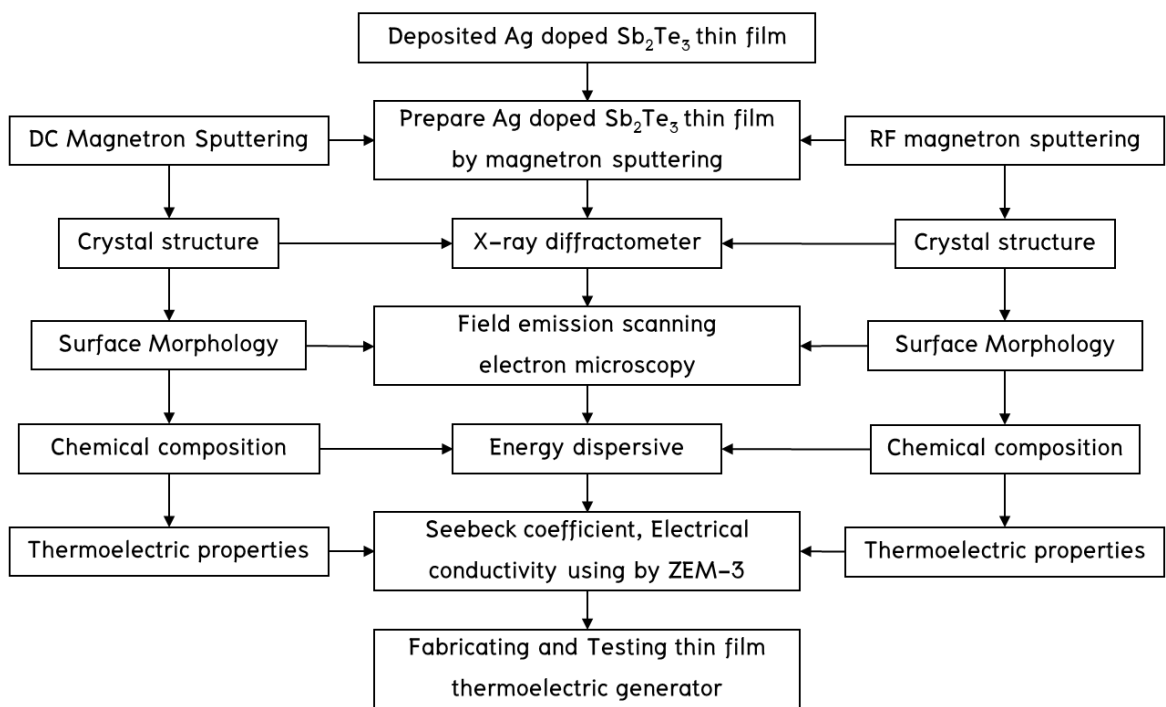 Deposited Ag doped Sb₂Te₃ thin film
DC Magnetron Sputtering
Prepare Ag doped Sb₂Te₃ thin film
by magnetron sputtering
RF magnetron sputtering
Crystal structure
X-ray diffractometer
Crystal structure
Surface Morphology
Field emission scanning
electron microscopy
Surface Morphology
Chemical composition
Energy dispersive
Chemical composition
Thermoelectric properties
Seebeck coefficient, Electrical
conductivity using by ZEM-3
Thermoelectric properties
Fabricating and Testing thin film
thermoelectric generator